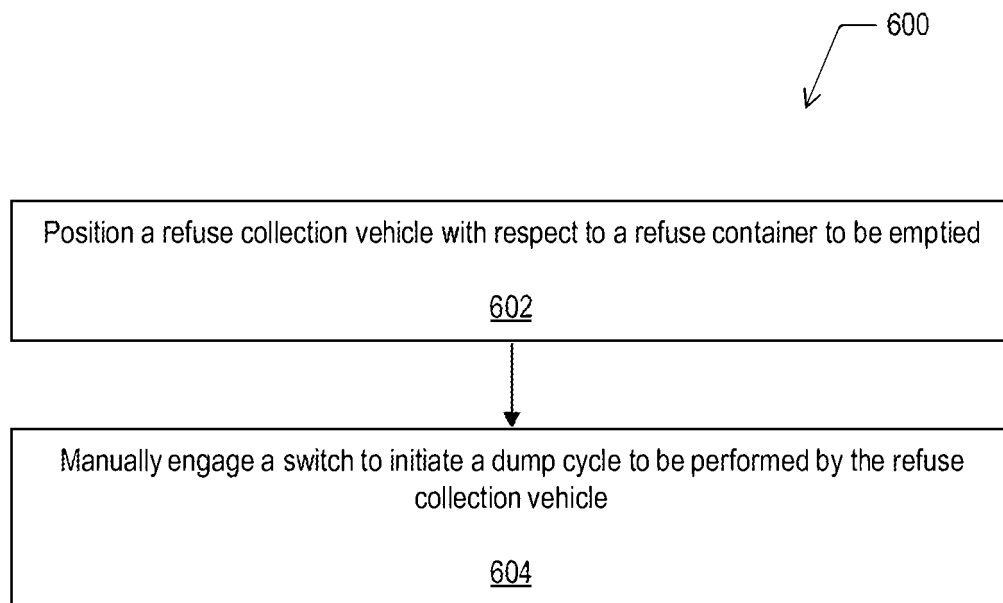 600
Position a refuse collection vehicle with respect to a refuse container to be emptied
602
Manually engage a switch to initiate a dump cycle to be performed by the refuse
collection vehicle
604